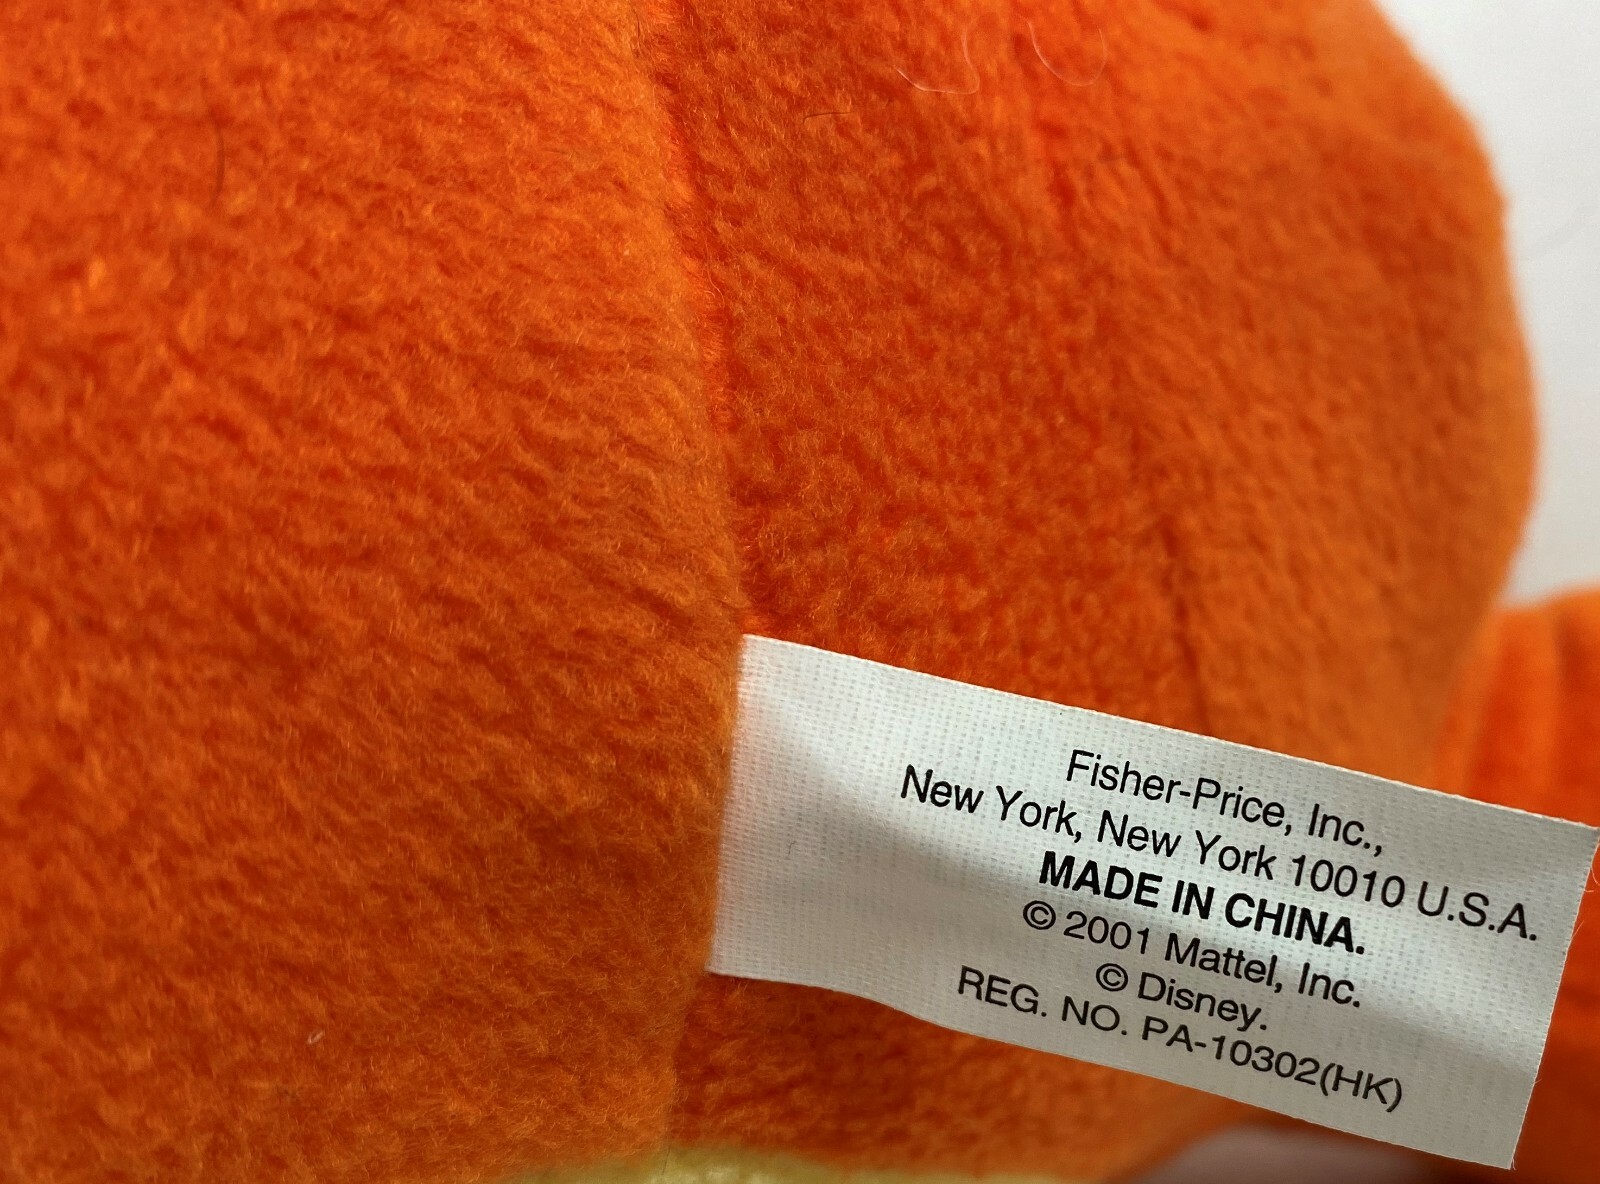 Fisher-Price, Inc.,
New York, New York 10010 U.S.A.
MADE IN CHINA.
© 2001 Mattel, Inc.
© Disney.
REG. NO. PA-10302(HK)